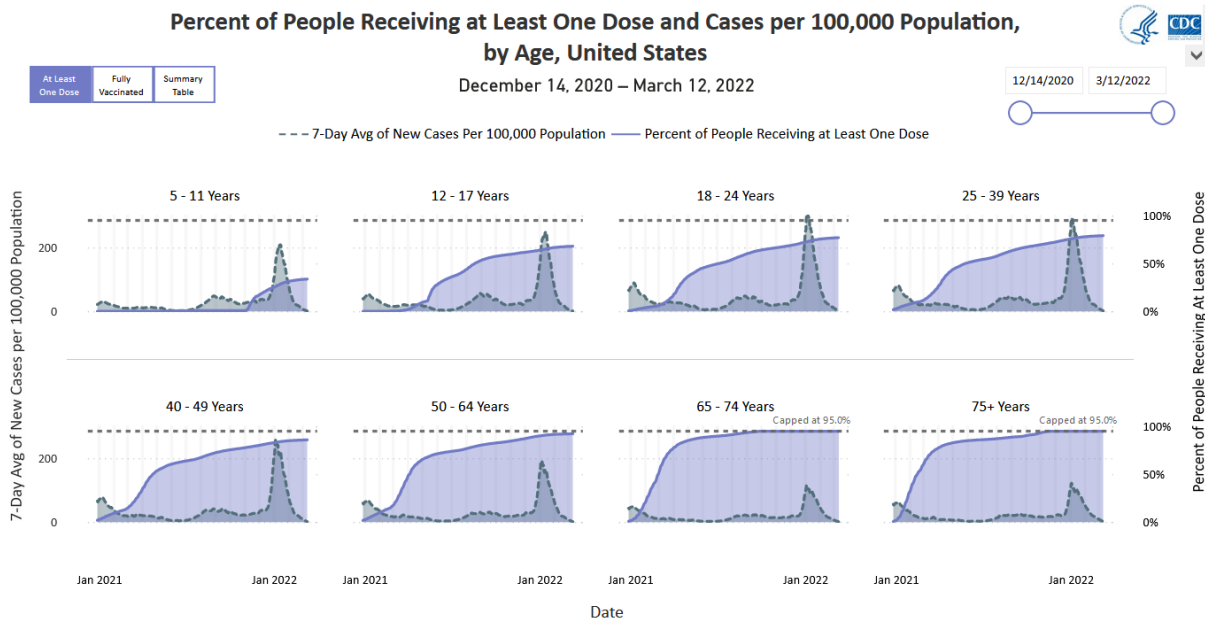 Percent of People Receiving at Least One Dose and Cases per 100,000 Population,
by Age, United States
December 14, 2020 – March 12, 2022
CDC
At Least
One Dose
Fully
Vaccinated
Summary
Table
12/14/2020
3/12/2022
7-Day Avg of New Cases Per 100,000 Population
Percent of People Receiving at Least One Dose
7-Day Avg of New Cases per 100,000 Population
5 - 11 Years
12 - 17 Years
18 - 24 Years
25 - 39 Years
200
0
100%
50%
0%
40 - 49 Years
50 - 64 Years
65 - 74 Years
75+ Years
Capped at 95.0%
Capped at 95.0%
200
0
100%
50%
0%
Percent of People Receiving At Least One Dose
Jan 2021
Jan 2022
Jan 2021
Jan 2022
Jan 2021
Jan 2022
Jan 2021
Jan 2022
Date